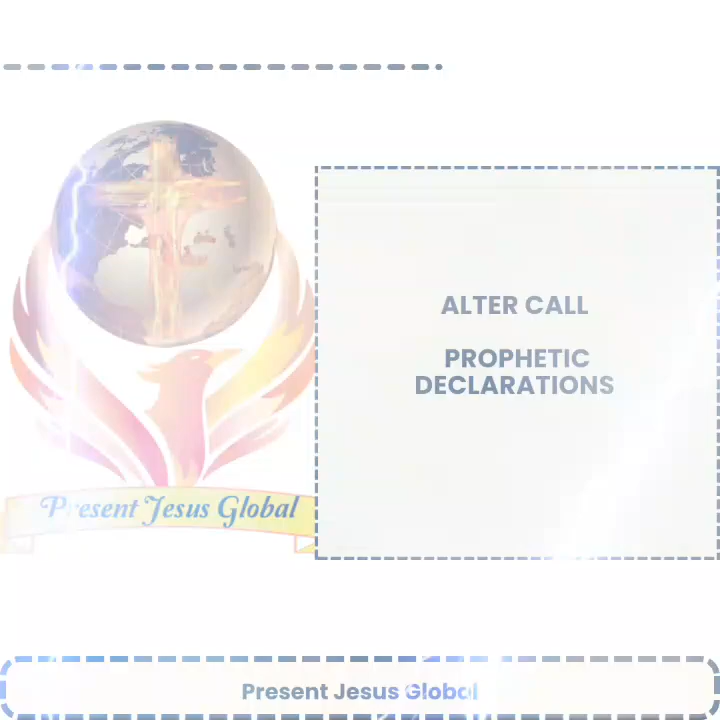 ALTER CALL
PROPHETIC
DECLARATIONS
Present Jesus Global
Present Jesus Global